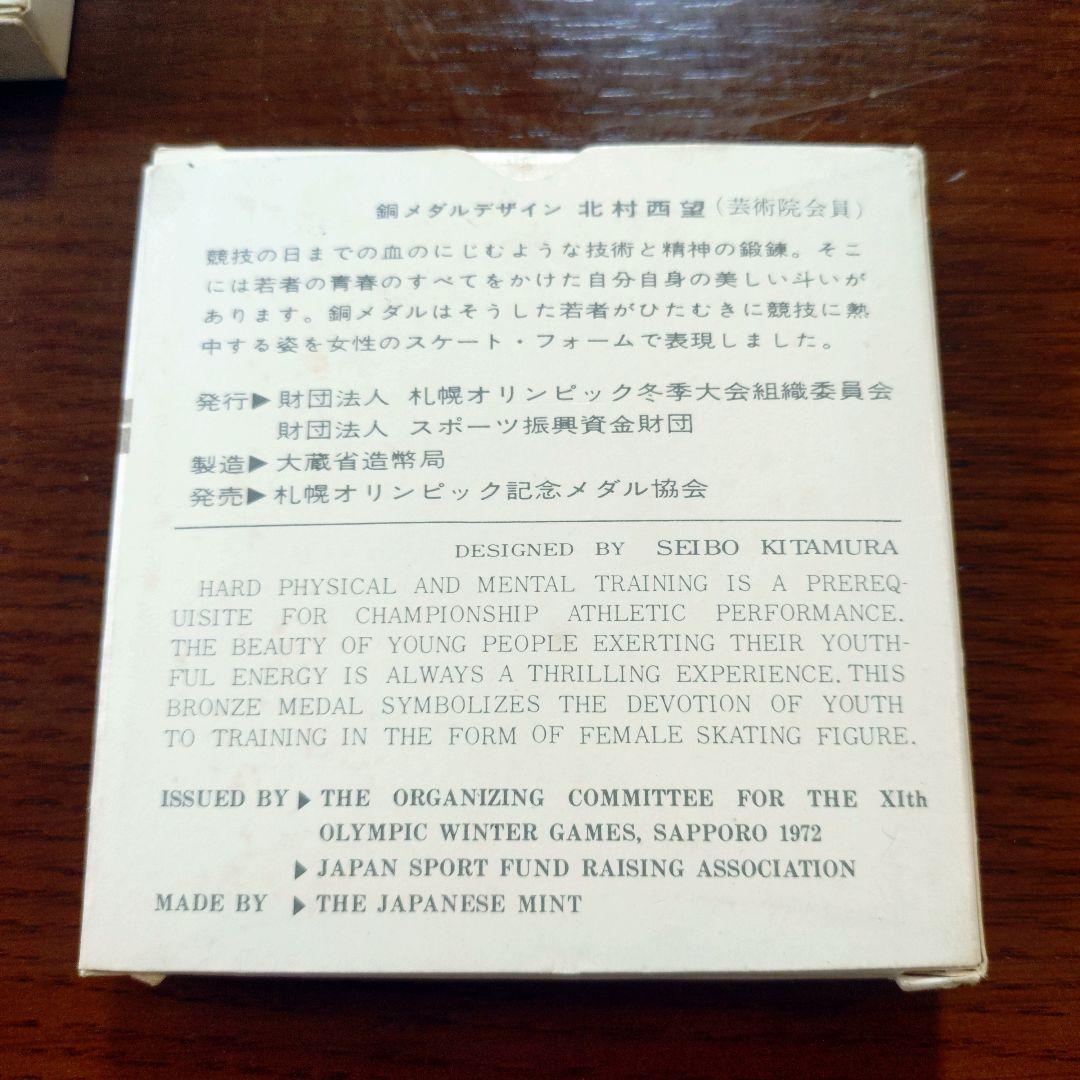 銅メダルデザイン 北村西望(芸術院会員)
競技の日までの血のにじむような技術と精神の鍛錬。そこ
には若者の青春のすべてをかけた自分自身の美しい斗いが
あります。銅メダルはそうした若者がひたむきに競技に熱
中する姿を女性のスケート・フォームで表現しました。
発行▶財団法人 札幌オリンピック冬季大会組織委員会
財団法人 スポーツ振興資金財団
製造▶大蔵省造幣局
発売▶札幌オリンピック記念メダル協会
DESIGNED BY SEIBO KITAMURA
HARD PHYSICAL AND MENTAL TRAINING IS A PREREQ-
UISITE FOR CHAMPIONSHIP ATHLETIC PERFORMANCE.
THE BEAUTY OF YOUNG PEOPLE EXERTING THEIR YOUTH-
FUL ENERGY IS ALWAYS A THRILLING EXPERIENCE. THIS
BRONZE MEDAL SYMBOLIZES THE DEVOTION OF YOUTH
TO TRAINING IN THE FORM OF FEMALE SKATING FIGURE.
ISSUED BY ▶ THE ORGANIZING COMMITTEE FOR THE XIth
OLYMPIC WINTER GAMES, SAPPORO 1972
▶ JAPAN SPORT FUND RAISING ASSOCIATION
MADE BY ▶ THE JAPANESE MINT